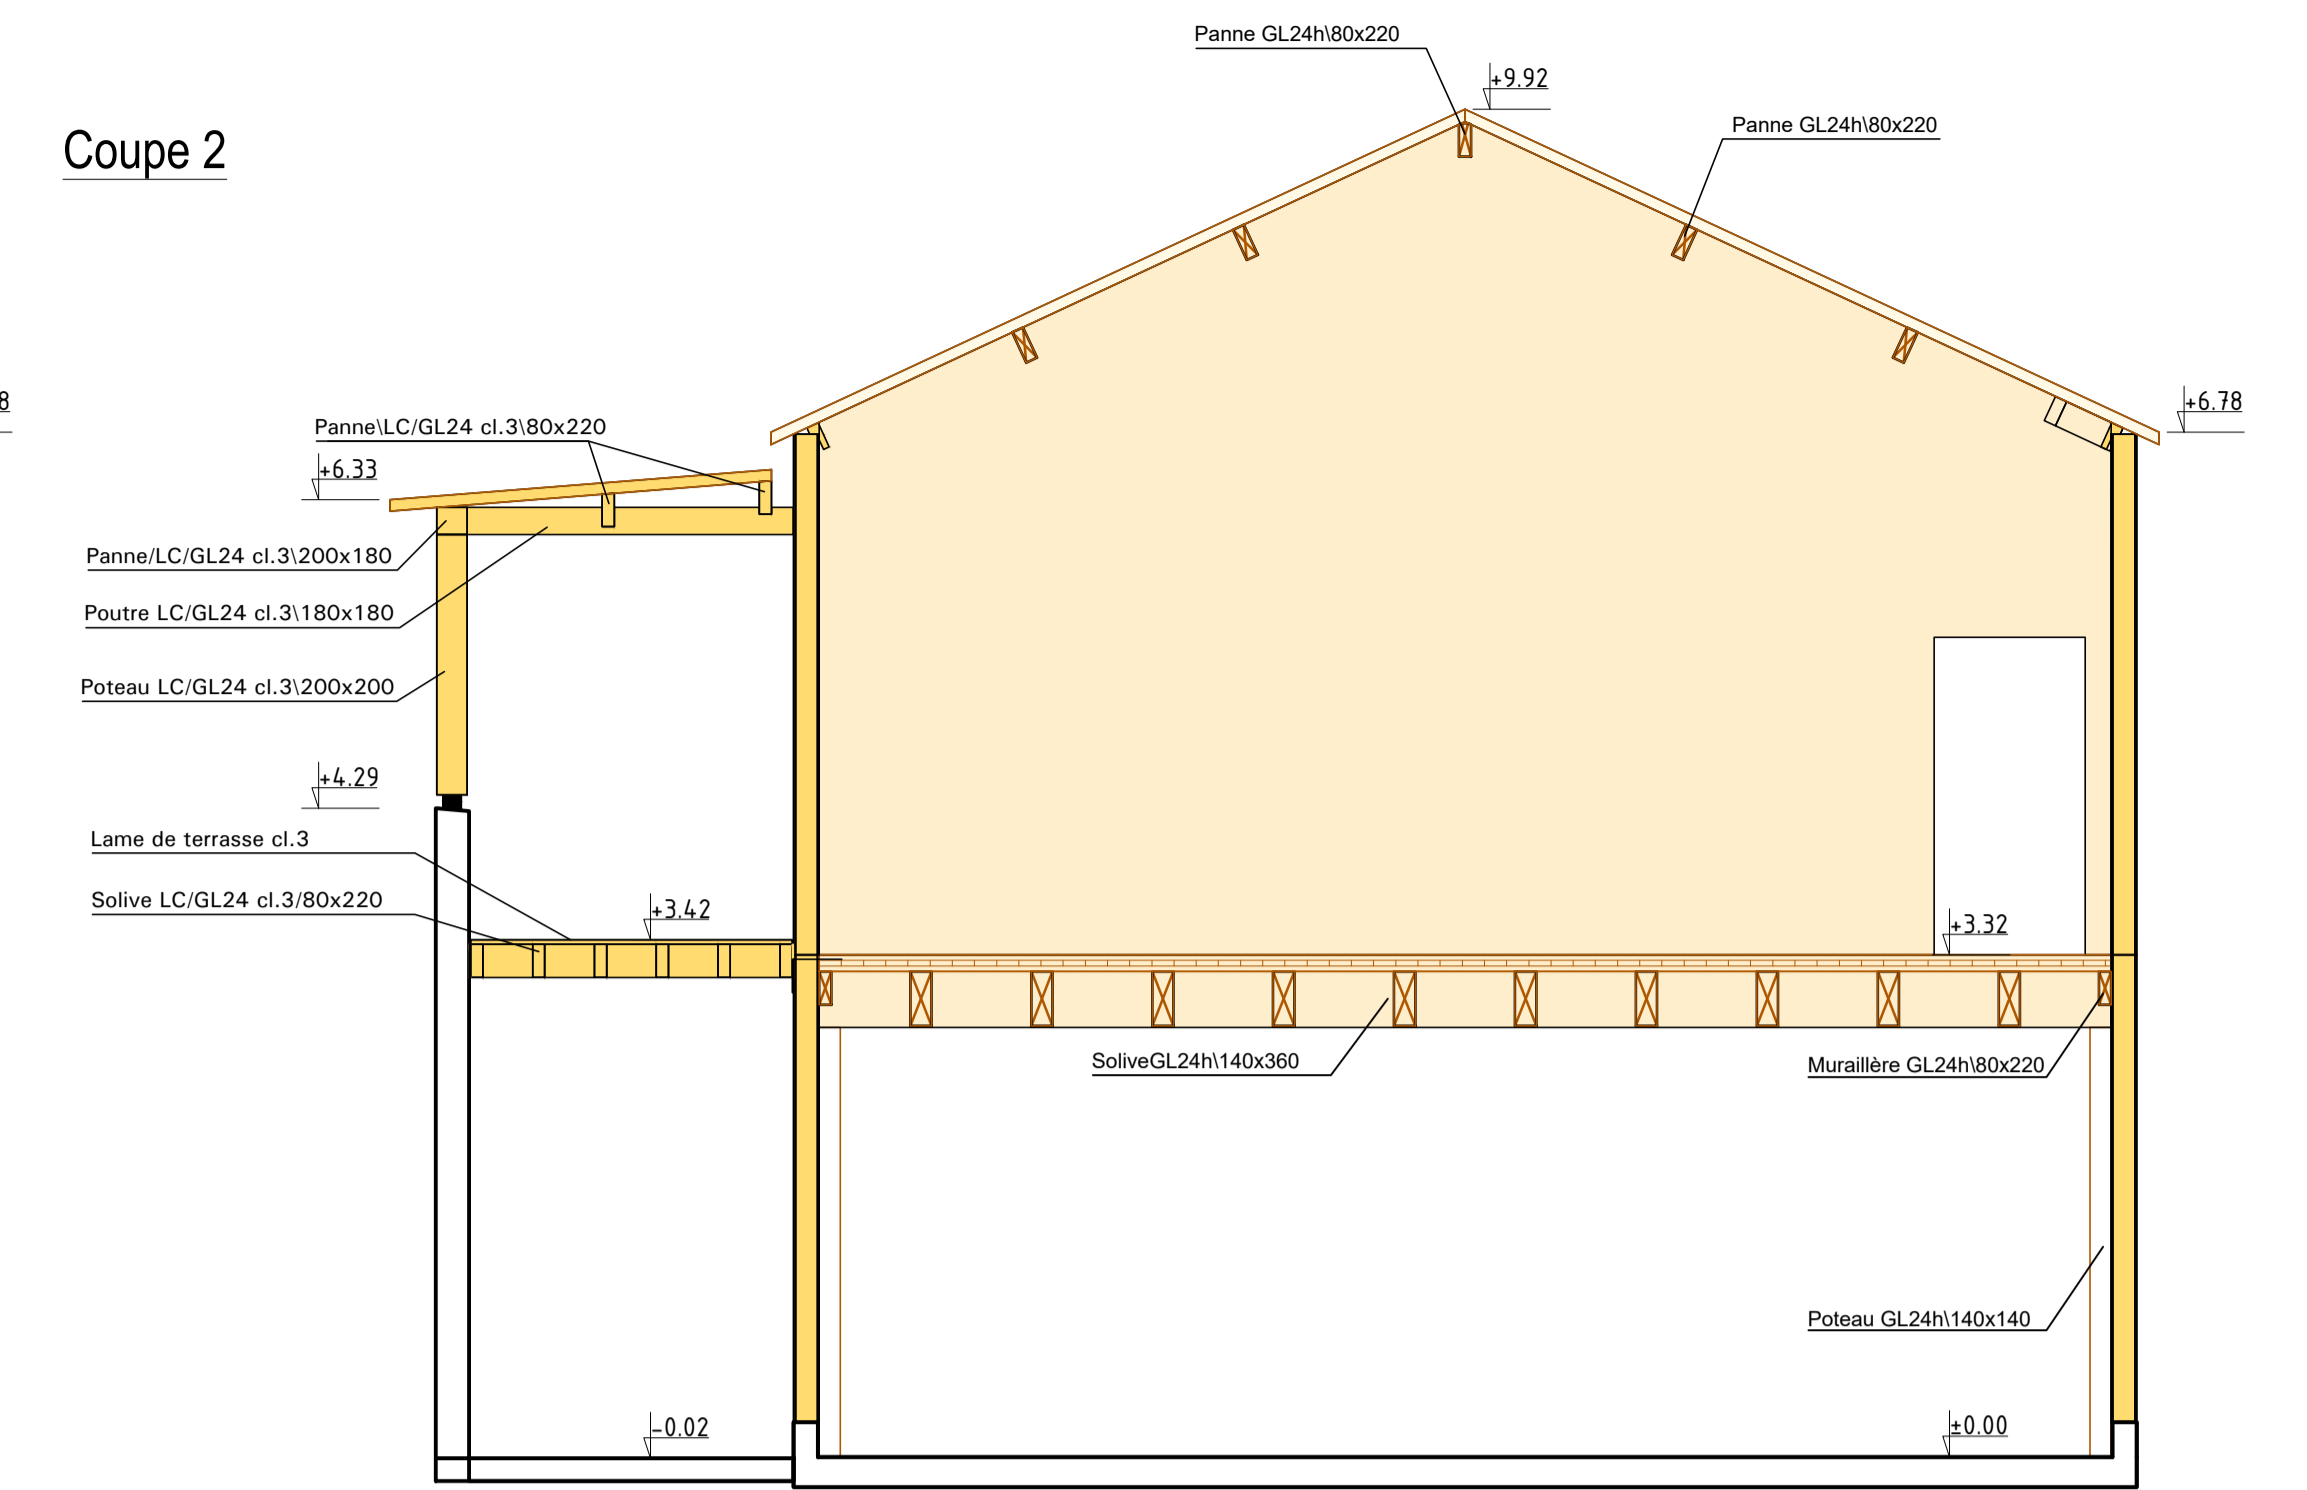 Panne GL24h\80x220
+9.92
Panne GL24h\80x220
Coupe 2
8
+6.78
Panne\LC/GL24 cl.3\80x220
+6.33
Panne/LC/GL24 cl.3\200x180
Poutre LC/GL24 cl.3\180x180
Poteau LC/GL24 cl.3\200x200
+4.29
Lame de terrasse cl.3
Solive LC/GL24 cl.3/80x220
+3.42
+3.32
SoliveGL24h\140x360
Muraillère GL24h\80x220
Poteau GL24h\140x140
-0.02
±0.00